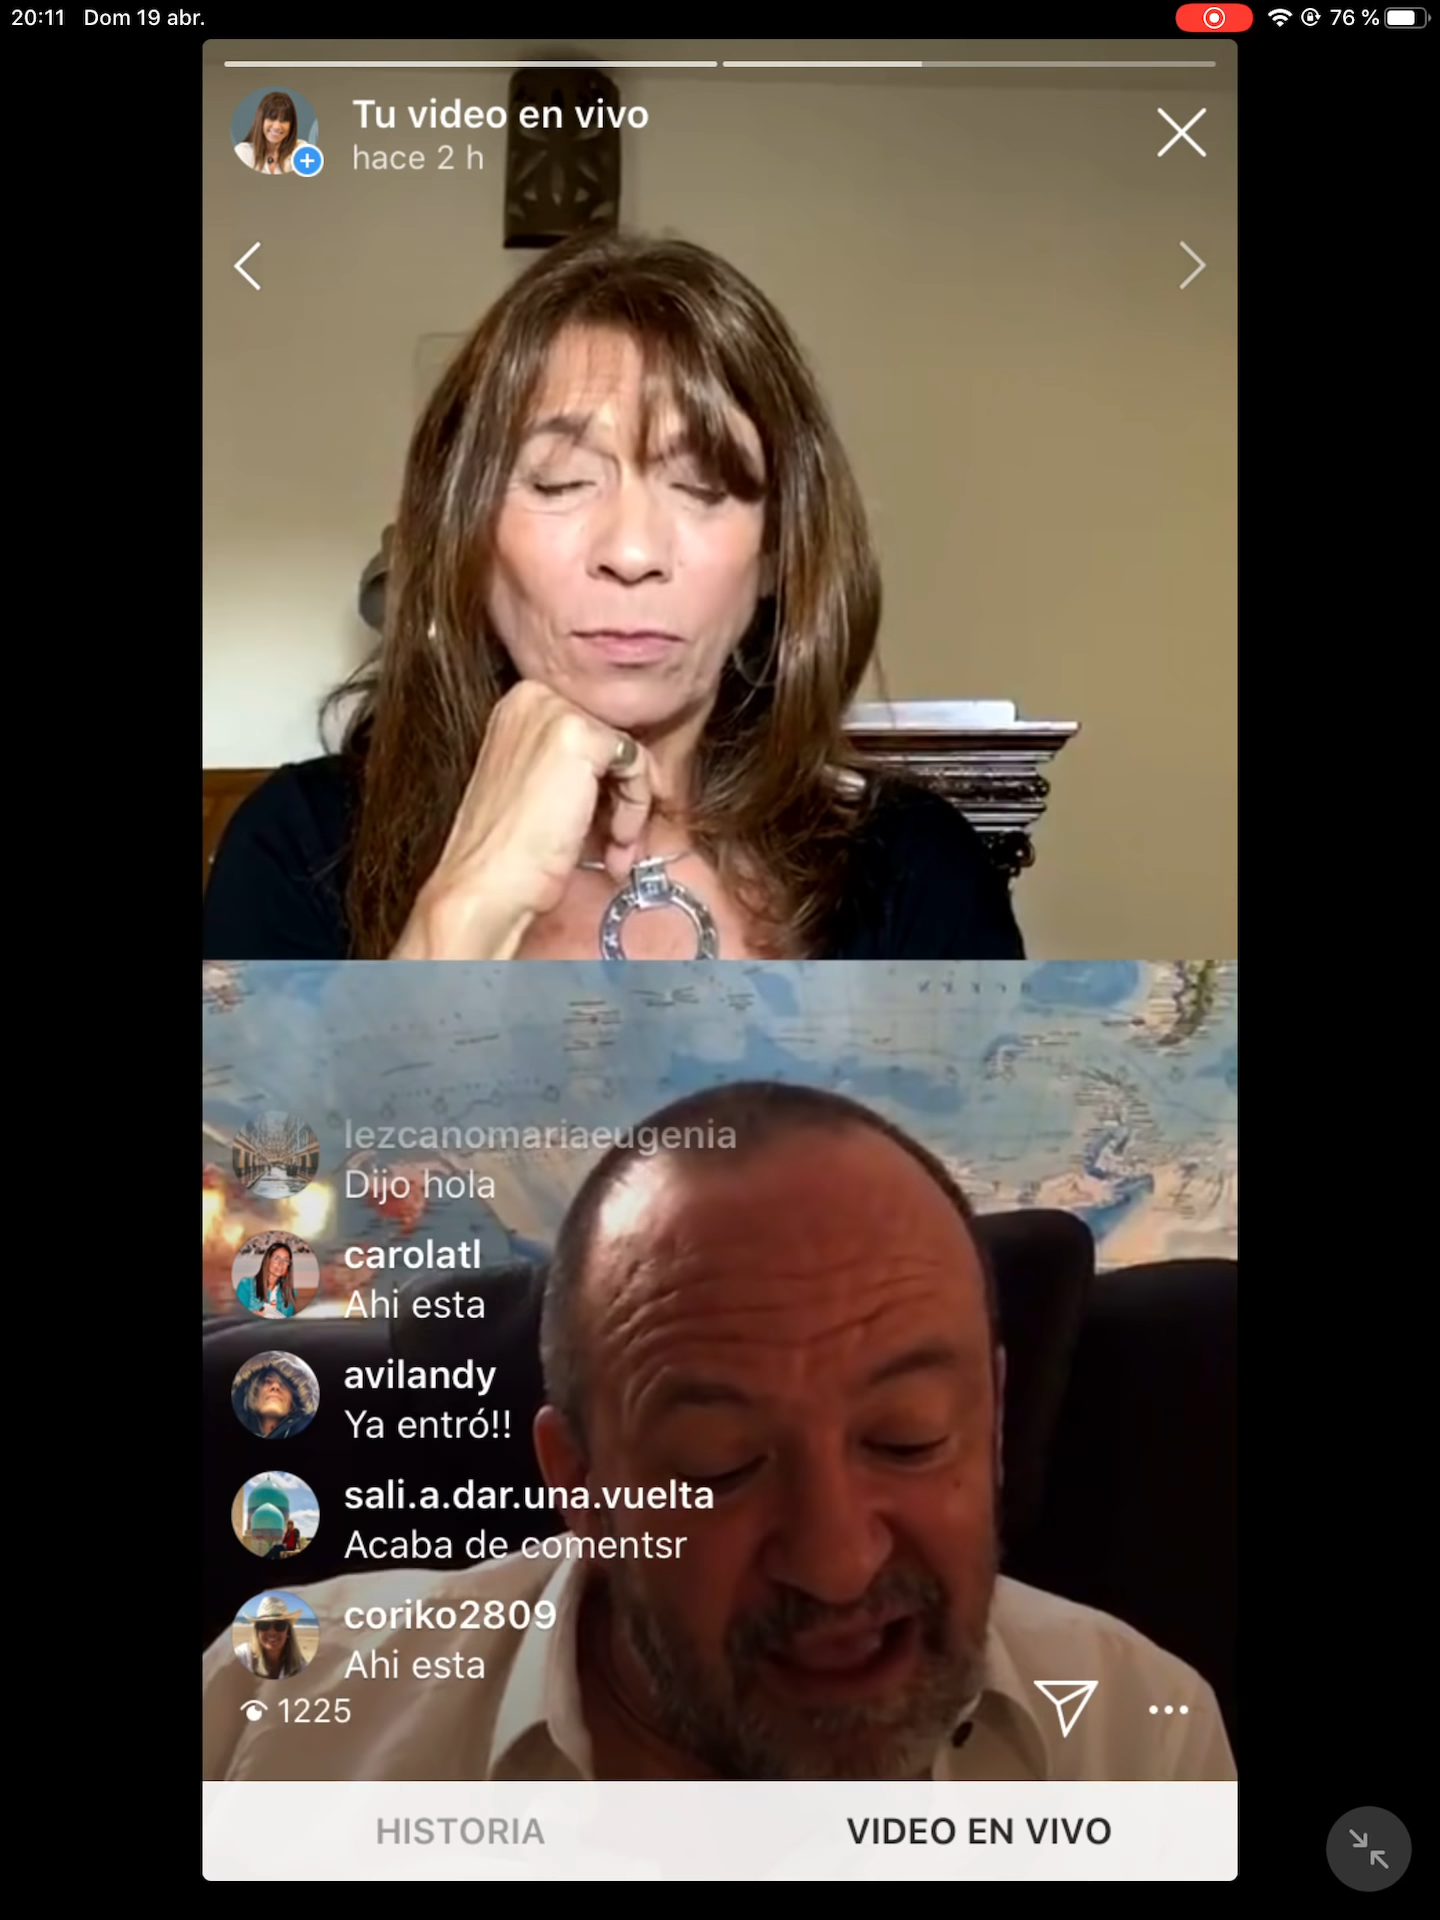 20:11 Dom 19 abr.
76 %
Tu video en vivo
hace 2 h
lezcanomariaeugenia
Dijo hola
carolatl
Ahi esta
avilandy
Ya entró!!
sali.a.dar.una.vuelta
Acaba de comentsr
coriko2809
Ahi esta
1225
HISTORIA
VIDEO EN VIVO